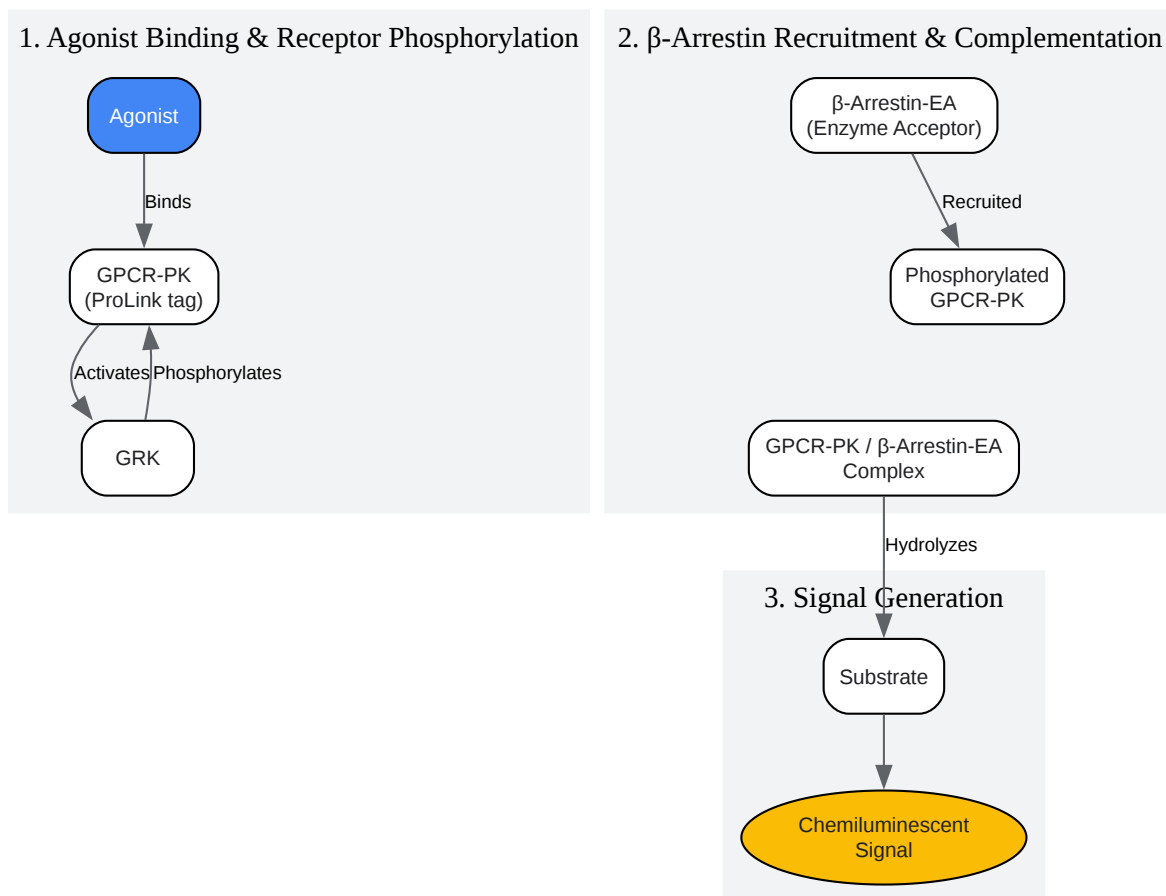 1. Agonist Binding & Receptor Phosphorylation
Agonist
Binds
GPCR-PK
(ProLink tag)
Activates
Phosphorylates
GRK
2. β-Arrestin Recruitment & Complementation
β-Arrestin-EA
(Enzyme Acceptor)
Recruited
Phosphorylated
GPCR-PK
GPCR-PK / β-Arrestin-EA
Complex
Hydrolyzes
3. Signal Generation
Substrate
Chemiluminescent
Signal